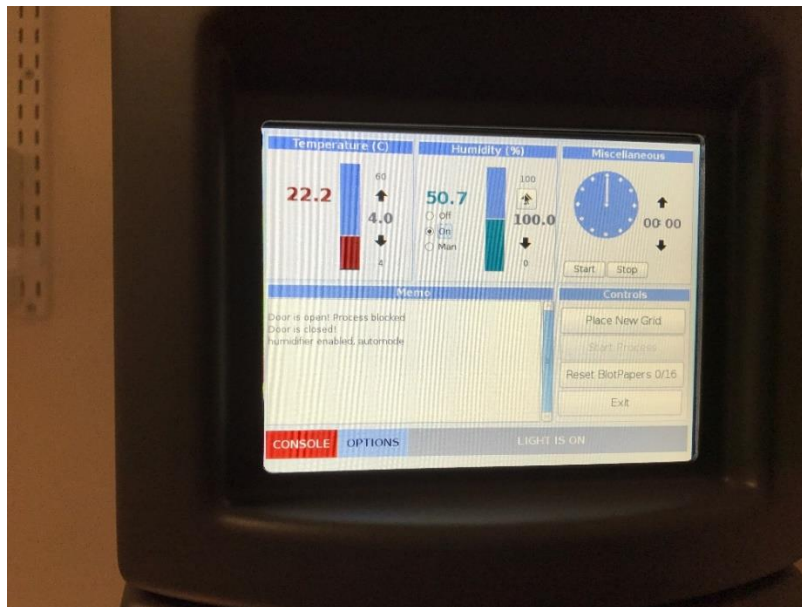 Temperature (C)
60
22.2
4.0
4
Humidity (%)
100
50.7
Off
100.0
On
Man
0
Miscellaneous
00:00
Start Stop
Memo
Door is open! Process blocked
Door is closed!
humidifier enabled, automode
Controls
Place New Grid
Start Process
Reset BlotPapers 0/16
Exit
CONSOLE OPTIONS LIGHT IS ON